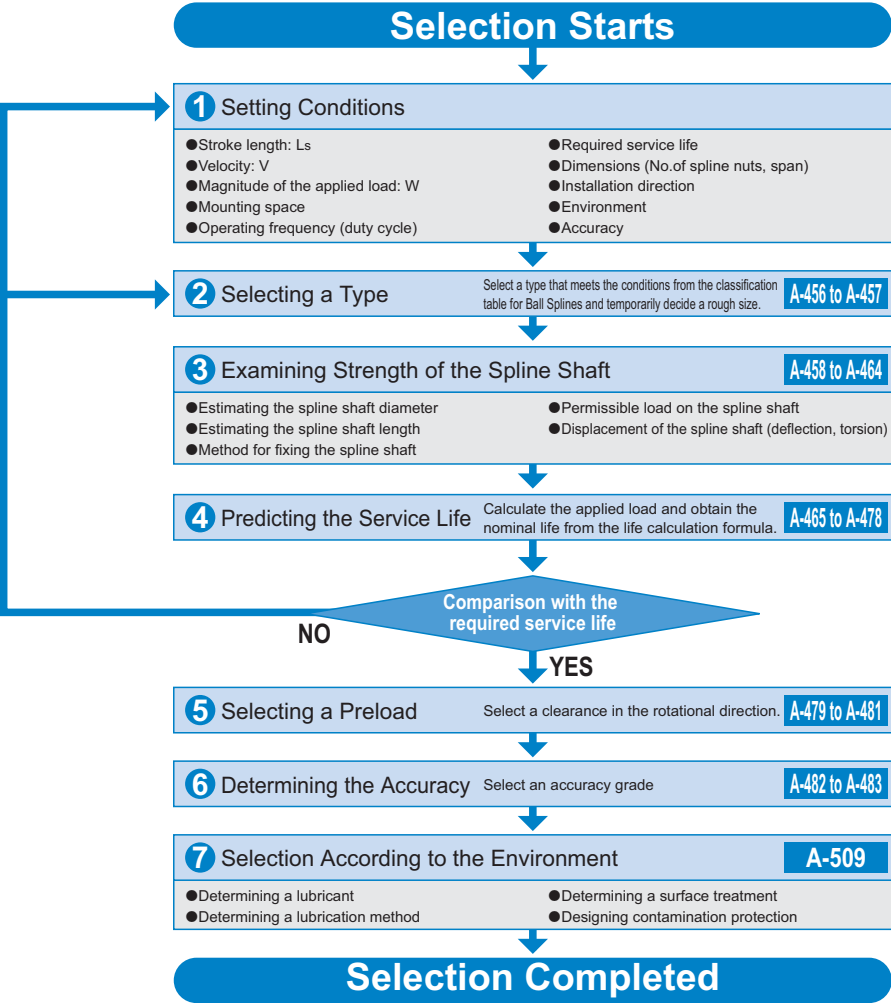 Selection Starts
1 Setting Conditions
●Stroke length: Ls
●Velocity: V
●Magnitude of the applied load: W
●Mounting space
●Operating frequency (duty cycle)
●Required service life
●Dimensions (No.of spline nuts, span)
●Installation direction
●Environment
●Accuracy
2 Selecting a Type
Select a type that meets the conditions from the classification
table for Ball Splines and temporarily decide a rough size.
A-456 to A-457
3 Examining Strength of the Spline Shaft
A-458 to A-464
●Estimating the spline shaft diameter
●Estimating the spline shaft length
●Method for fixing the spline shaft
●Permissible load on the spline shaft
●Displacement of the spline shaft (deflection, torsion)
4 Predicting the Service Life
Calculate the applied load and obtain the
nominal life from the life calculation formula.
A-465 to A-478
Comparison with the
required service life
NO
YES
5 Selecting a Preload
Select a clearance in the rotational direction.
A-479 to A-481
6 Determining the Accuracy
Select an accuracy grade
A-482 to A-483
7 Selection According to the Environment
A-509
●Determining a lubricant
●Determining a lubrication method
●Determining a surface treatment
●Designing contamination protection
Selection Completed